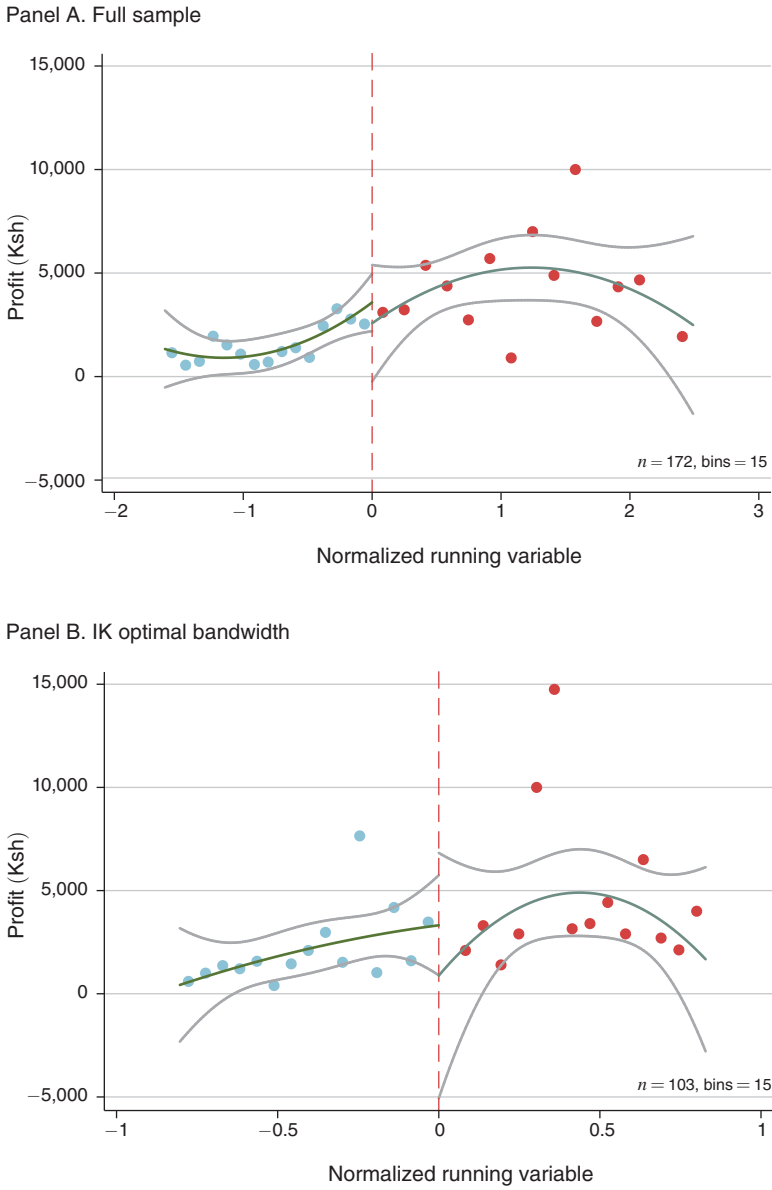 Panel A. Full sample
15,000
10,000
5,000
0
−5,000
Profit (Ksh)
n = 172, bins = 15
−2 −1 0 1 2 3
Normalized running variable
Panel B. IK optimal bandwidth
15,000
10,000
5,000
0
−5,000
Profit (Ksh)
n = 103, bins = 15
−1 −0.5 0 0.5 1
Normalized running variable